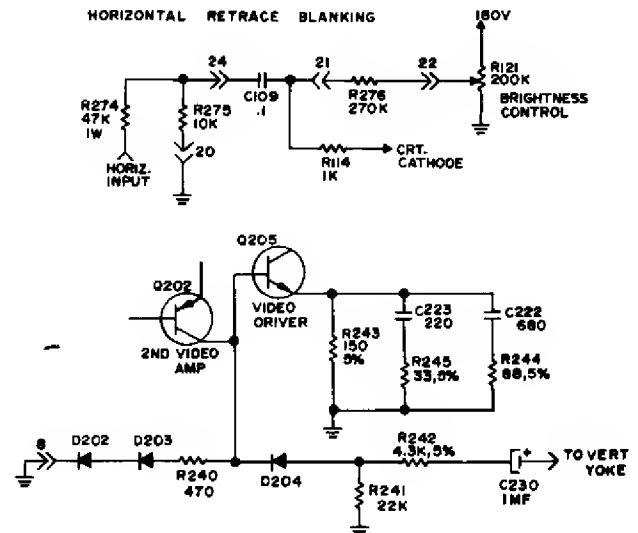 HORIZONTAL RETRACE BLANKING
160V
24
21
22
R121
200K
BRIGHTNESS
CONTROL
R274
47K
1W
R275
10K
C109
.1
R276
270K
20
HORIZ.
INPUT
R114
1K
CRT.
CATHODE
Q205
Q202
VIDEO
DRIVER
2ND VIDEO
AMP
R243
150
5%
C223
220
C222
680
R245
33,5%
R244
88,5%
8
D202
D203
R240
470
D204
R242
4.3K,5%
R241
22K
C230
1MF
+
TO VERT
YOKE